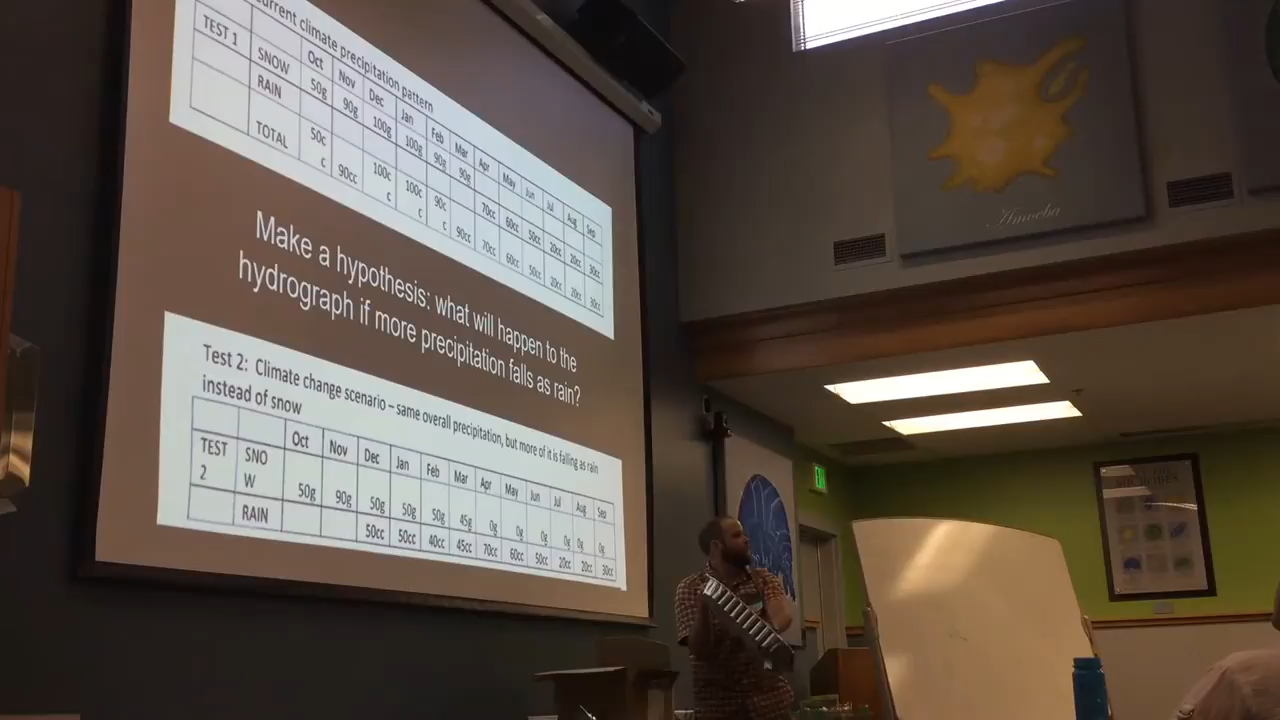 current climate precipitation pattern
TEST 1 Oct Nov Dec Jan Feb Mar Apr May Jun Jul Aug Sep
SNOW 50g 90g 100g 100g 90g 90g
RAIN 70cc 60cc 50cc 20cc 20cc 30cc
TOTAL 50c c 90cc 100c c 100c c 90c c 90cc 70cc 60cc 50cc 20cc 20cc 30cc
Make a hypothesis: what will happen to the
hydrograph if more precipitation falls as rain?
Test 2: Climate change scenario – same overall precipitation, but more of it is falling as rain
instead of snow
Oct Nov Dec Jan Feb Mar Apr May Jun Jul Aug Sep
TEST 2 SNO W 50g 90g 50g 50g 50g 45g 0g 0g 0g 0g 0g 0g
RAIN 50cc 50cc 40cc 45cc 70cc 60cc 50cc 20cc 20cc 30cc
Amoeba